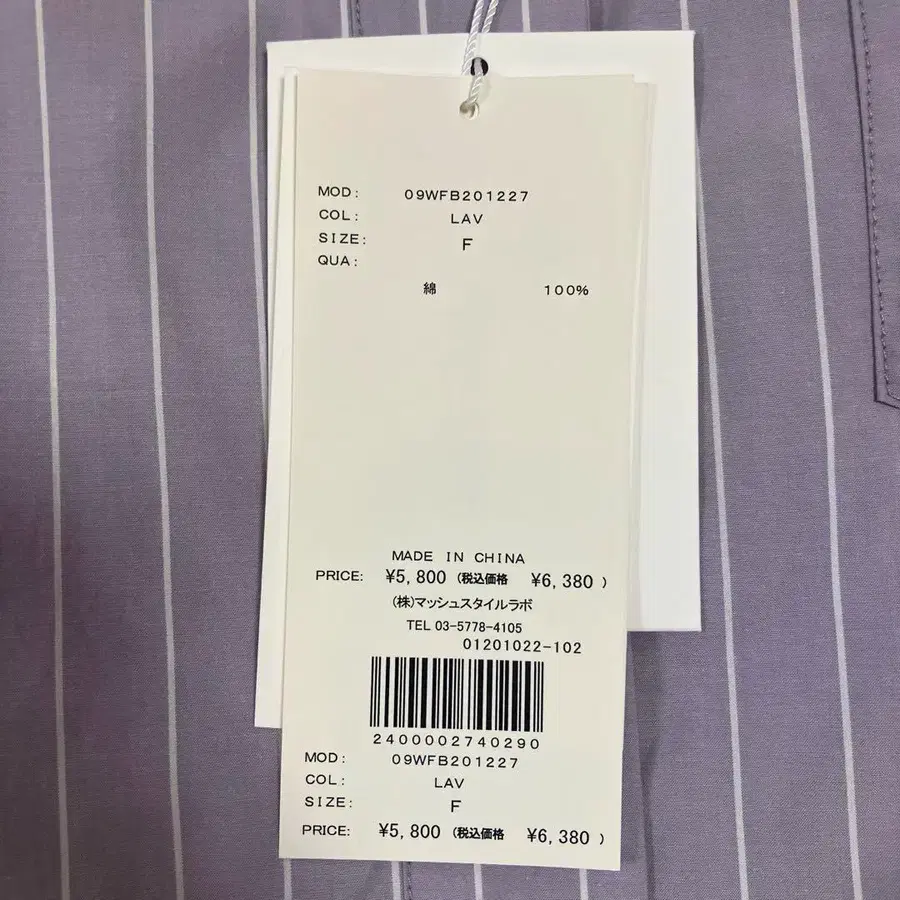 MOD: 09WFB201227
COL: LAV
SIZE: F
QUA:
綿 100%
MADE IN CHINA
PRICE: ¥5,800 (税込価格 ¥6,380 )
(株)マッシュスタイルラボ
TEL 03-5778-4105
01201022-102
2400002740290
MOD: 09WFB201227
COL: LAV
SIZE: F
PRICE: ¥5,800 (税込価格 ¥6,380 )